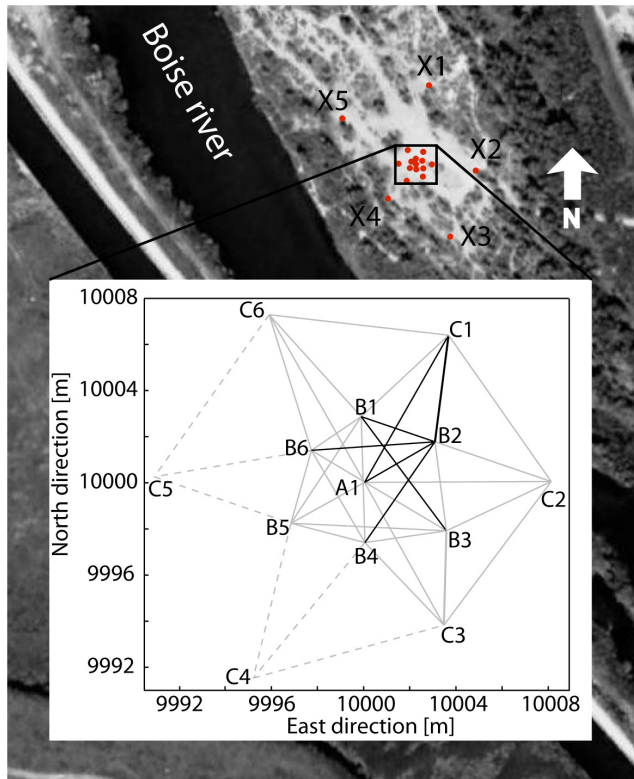 Boise river
X1
X5
X2
X4
X3
N
10008
10004
10000
9996
9992
North direction [m]
C6
C1
B1
B2
B6
A1
C5
C2
B5
B4
B3
C3
C4
9992
9996
10000
10004
10008
East direction [m]